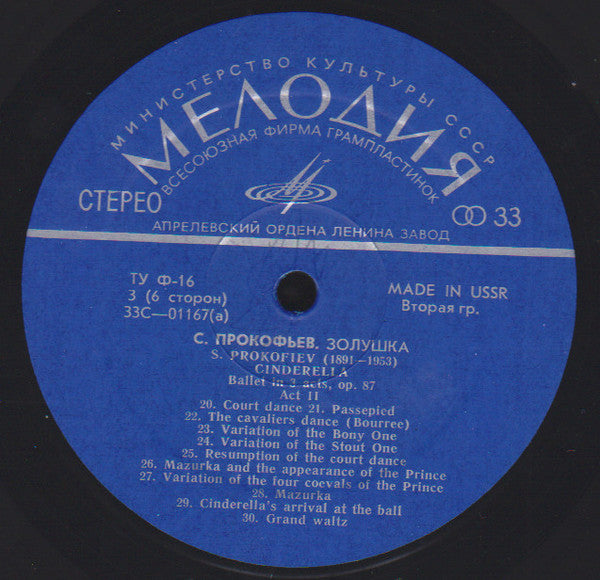 МИНИСТЕРСТВО КУЛЬТУРЫ СССР
МЕЛОДИЯ
ВСЕСОЮЗНАЯ ФИРМА ГРАМПЛАСТИНОК
СТЕРЕО
33
АПРЕЛЕВСКИЙ ОРДЕНА ЛЕНИНА ЗАВОД
ТУ Ф-16
3 (6 сторон)
33С—01167(а)
MADE IN USSR
Вторая гр.
С. ПРОКОФЬЕВ. ЗОЛУШКА
S. PROKOFIEV (1891—1953)
CINDERELLA
Ballet in 3 acts, op. 87
Act II
20. Court dance 21. Passepied
22. The cavaliers dance (Bourree)
23. Variation of the Bony One
24. Variation of the Stout One
25. Resumption of the court dance
26. Mazurka and the appearance of the Prince
27. Variation of the four coevals of the Prince
28. Mazurka
29. Cinderella's arrival at the ball
30. Grand waltz